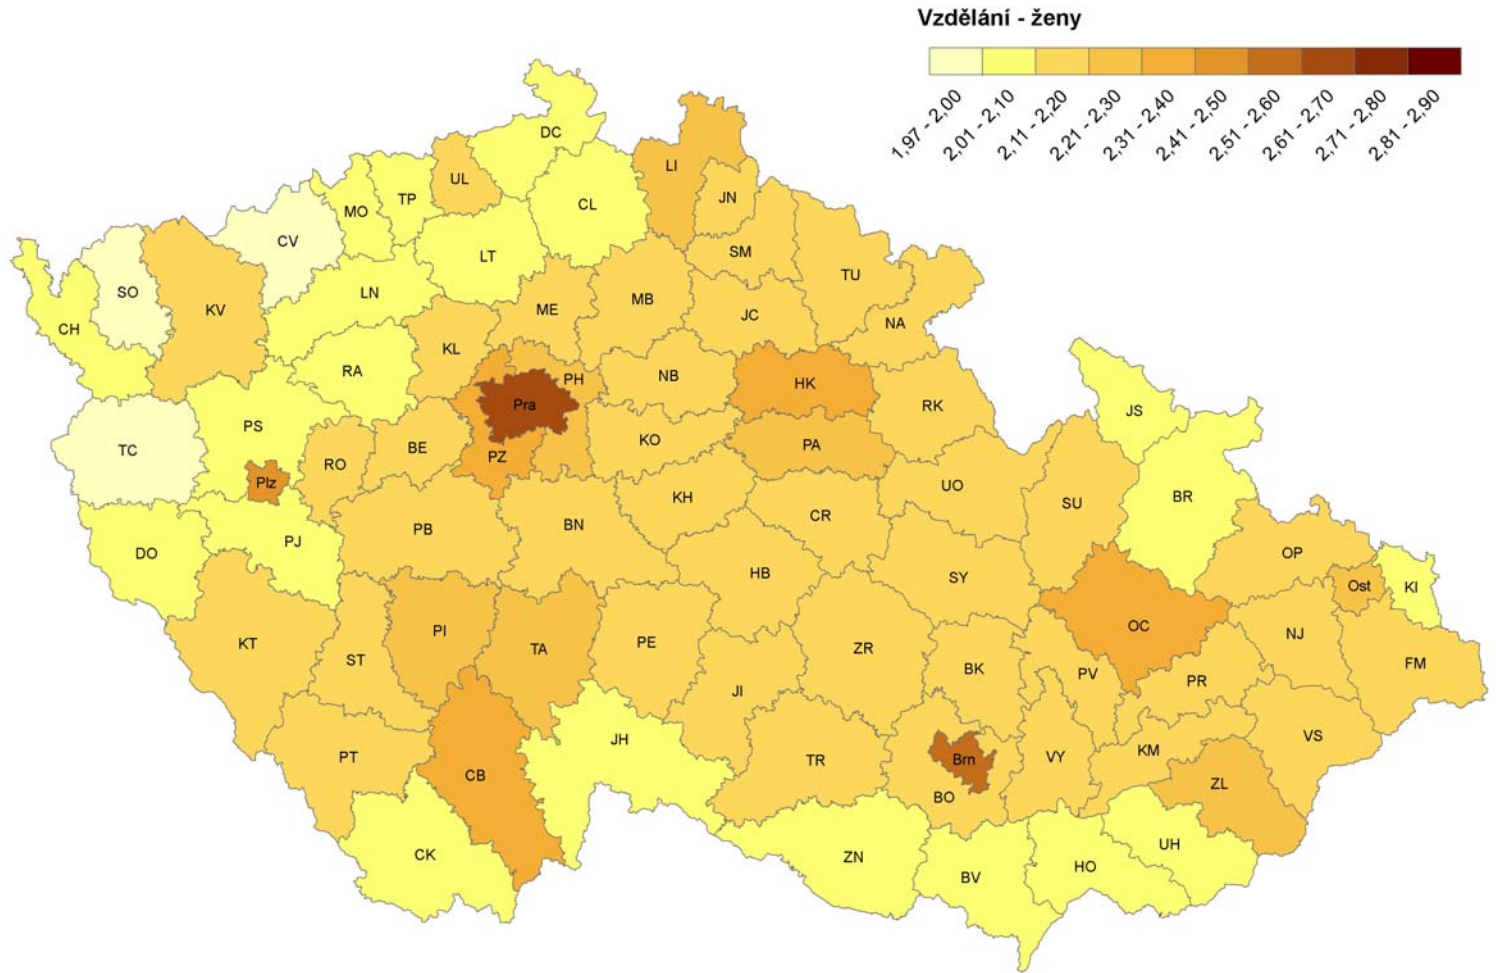 Vzdělání - ženy
1,97 - 2,00
2,01 - 2,10
2,11 - 2,20
2,21 - 2,30
2,31 - 2,40
2,41 - 2,50
2,51 - 2,60
2,61 - 2,70
2,71 - 2,80
2,81 - 2,90
DC
LI
UL
JN
TP
CL
MO
CV
SM
LT
TU
SO
LN
MB
KV
ME
JC
NA
CH
KL
RA
NB
PH
HK
Pra
RK
JS
PS
KO
PA
BE
TC
PZ
RO
Plz
UO
BR
KH
SU
CR
BN
PB
PJ
DO
OP
HB
SY
Ost
KI
OC
PI
NJ
KT
PE
TA
ZR
ST
FM
BK
PV
PR
JI
VS
JH
KM
PT
VY
TR
Brn
CB
ZL
BO
UH
CK
ZN
HO
BV